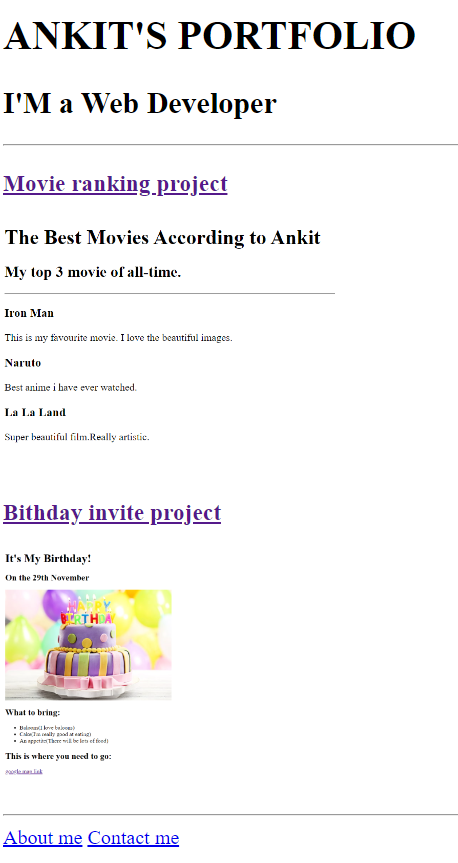 ANKIT'S PORTFOLIO
I'M a Web Developer
Movie ranking project
The Best Movies According to Ankit
My top 3 movie of all-time.
Iron Man
This is my favourite movie. I love the beautiful images.
Naruto
Best anime i have ever watched.
La La Land
Super beautiful film.Really artistic.
Bithday invite project
It's My Birthday!
On the 29th November
HAPPY
BIRTHDAY
What to bring:
Baloons(I love baloons)
Cake(I'm really good at eating)
An appetite(There will be lots of food)
This is where you need to go:
google map link
About me Contact me